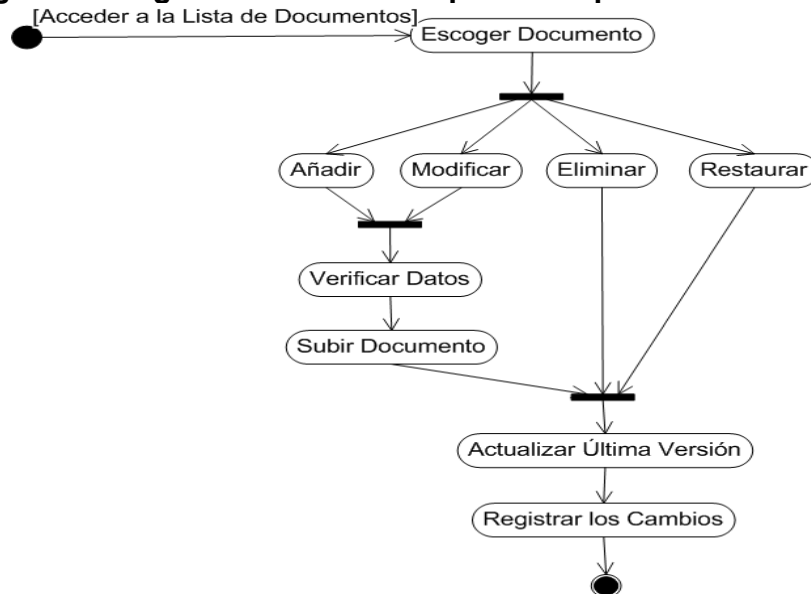 [Acceder a la Lista de Documentos]
Escoger Documento
Añadir
Modificar
Eliminar
Restaurar
Verificar Datos
Subir Documento
Actualizar Última Versión
Registrar los Cambios